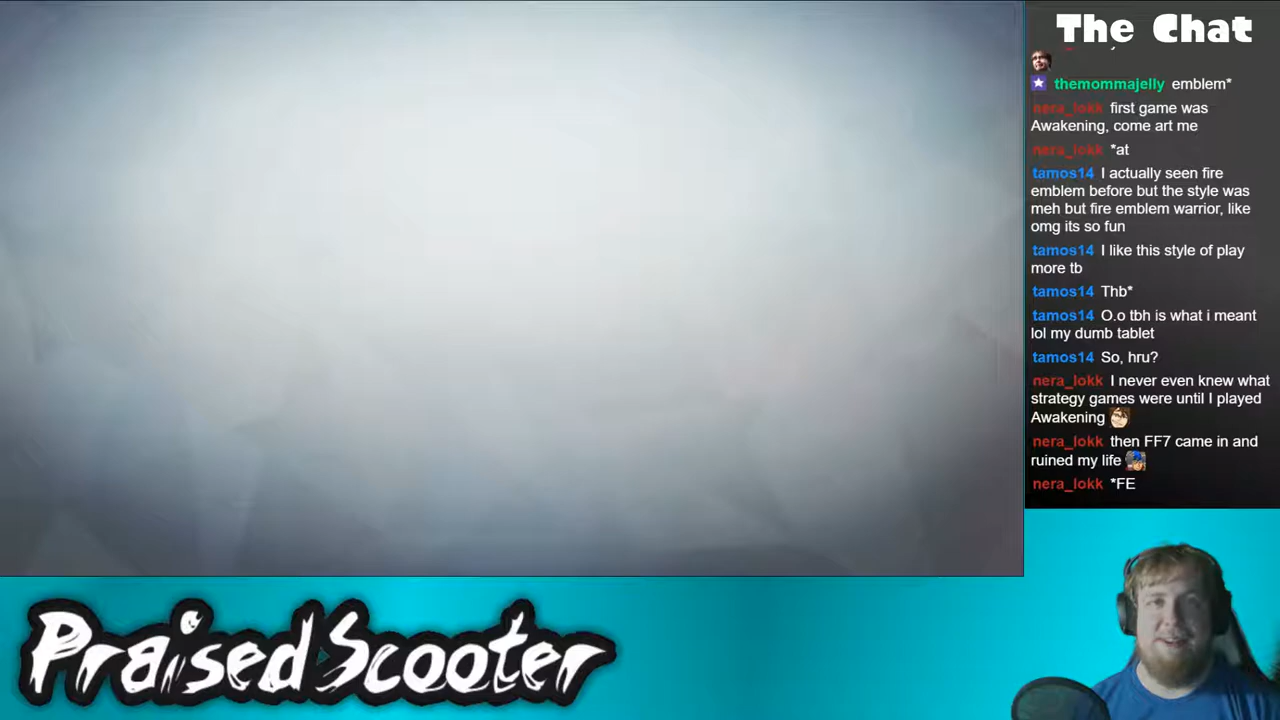 The Chat
themommajelly emblem*
nera_lokk first game was
Awakening, come art me
nera_lokk *at
tamos14 I actually seen fire
emblem before but the style was
meh but fire emblem warrior, like
omg its so fun
tamos14 I like this style of play
more tb
tamos14 Thb*
tamos14 O.o tbh is what i meant
lol my dumb tablet
tamos14 So, hru?
nera_lokk I never even knew what
strategy games were until I played
Awakening
nera_lokk then FF7 came in and
ruined my life
nera_lokk *FE
Praised Scooter